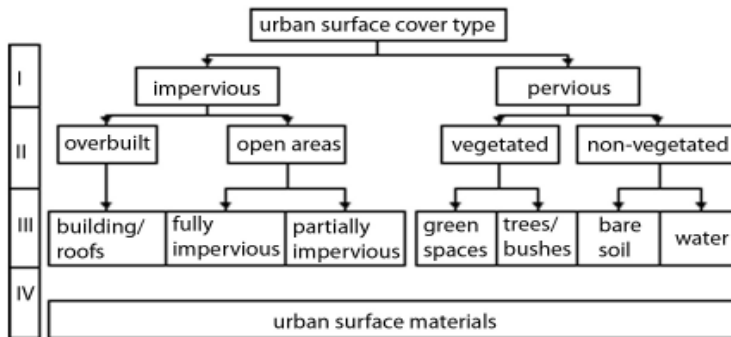 urban surface cover type
I
impervious
pervious
II
overbuilt
open areas
vegetated
non-vegetated
III
building/
roofs
fully
impervious
partially
impervious
green
spaces
trees/
bushes
bare
soil
water
IV
urban surface materials